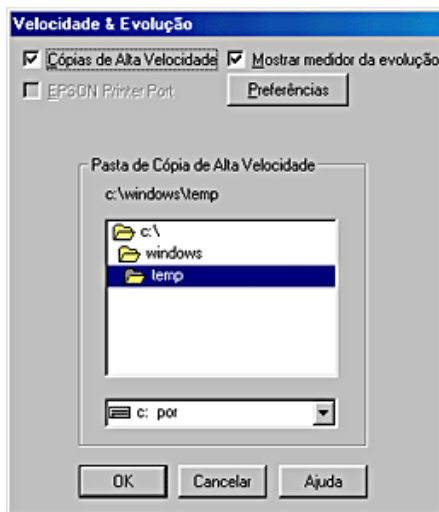 Velocidade & Evolução
Cópias de Alta Velocidade Mostrar medidor da evolução
EPSON Printer Port Preferências
Pasta de Cópia de Alta Velocidade
c:\windows\temp
c:\
windows
temp
c: por
OK Cancelar Ajuda